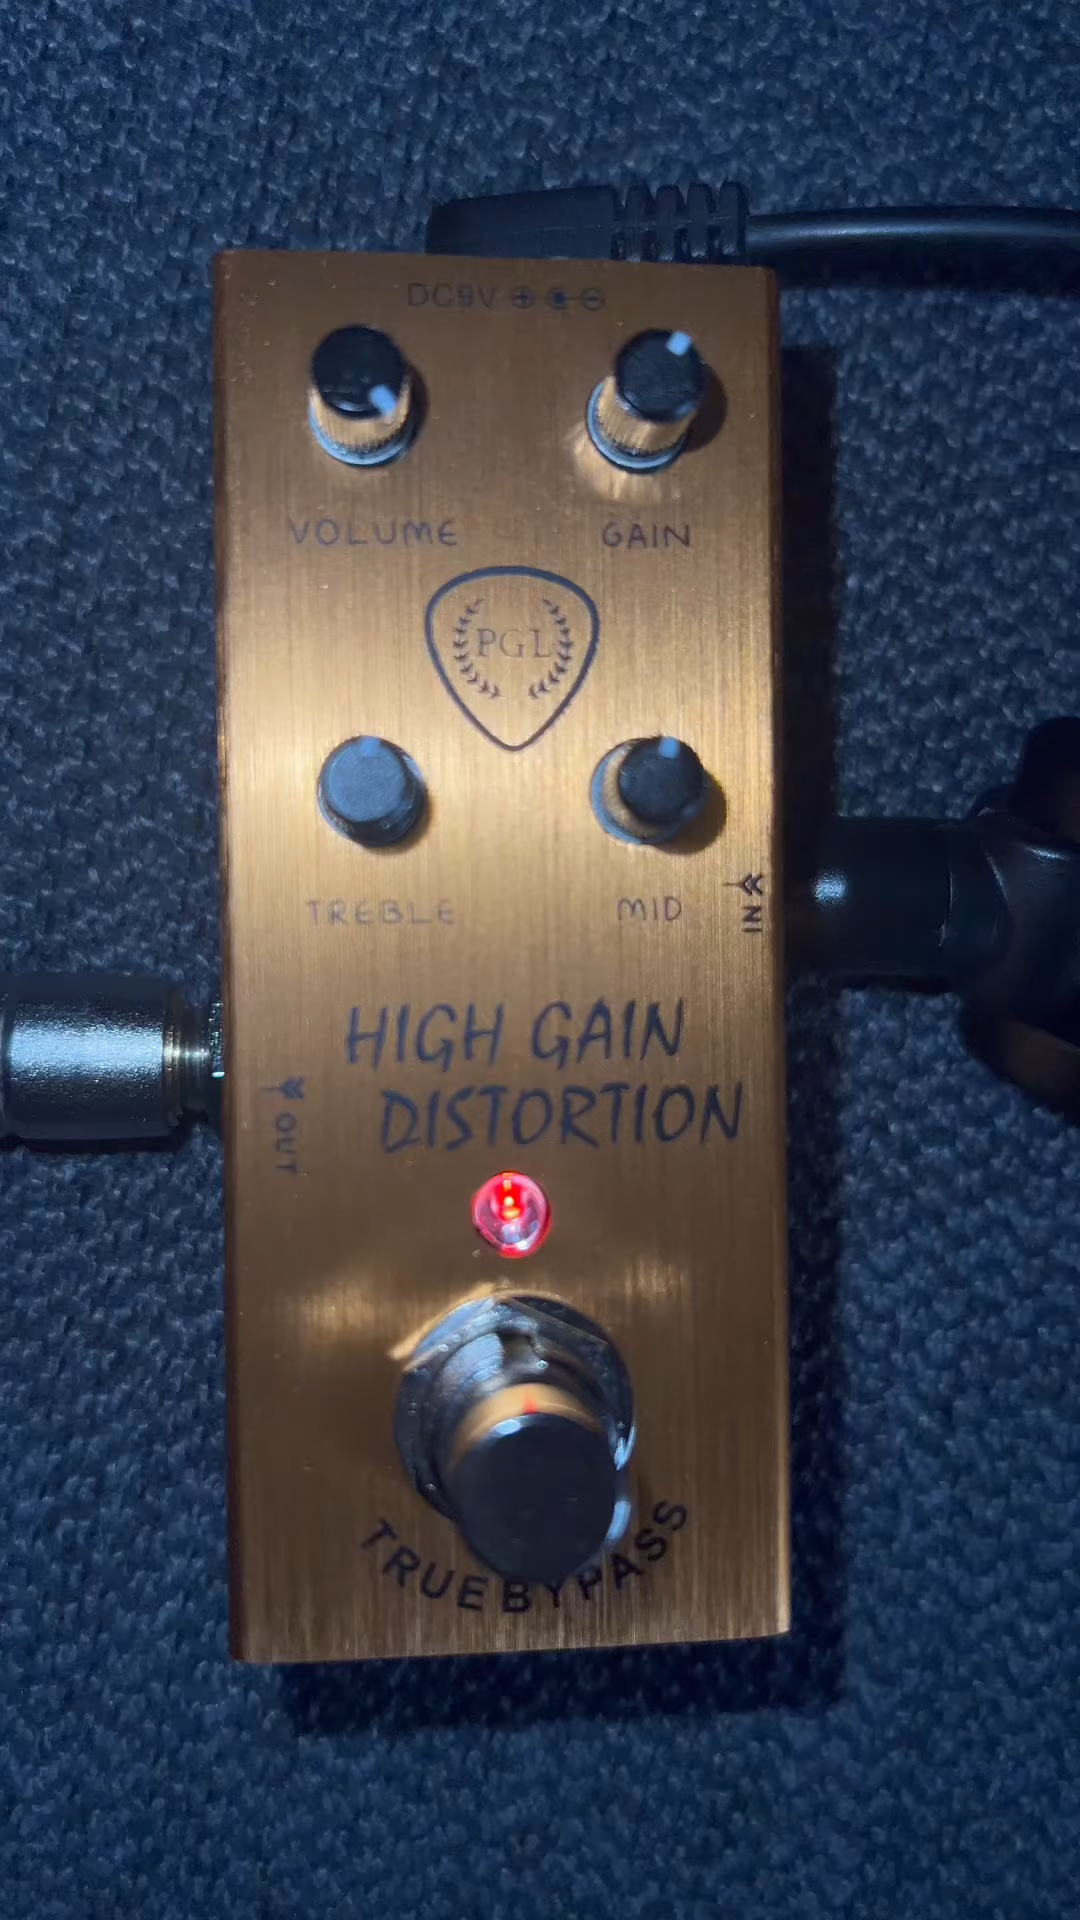 DC9V
VOLUME
GAIN
PGL
TREBLE
MID
IN
HIGH GAIN
DISTORTION
OUT
TRUE BYPASS